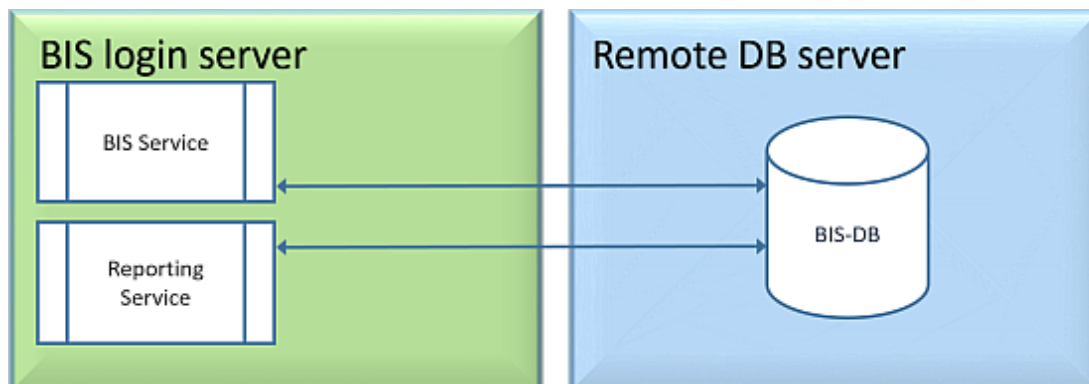 BIS login server
BIS Service
Reporting
Service
Remote DB server
BIS-DB